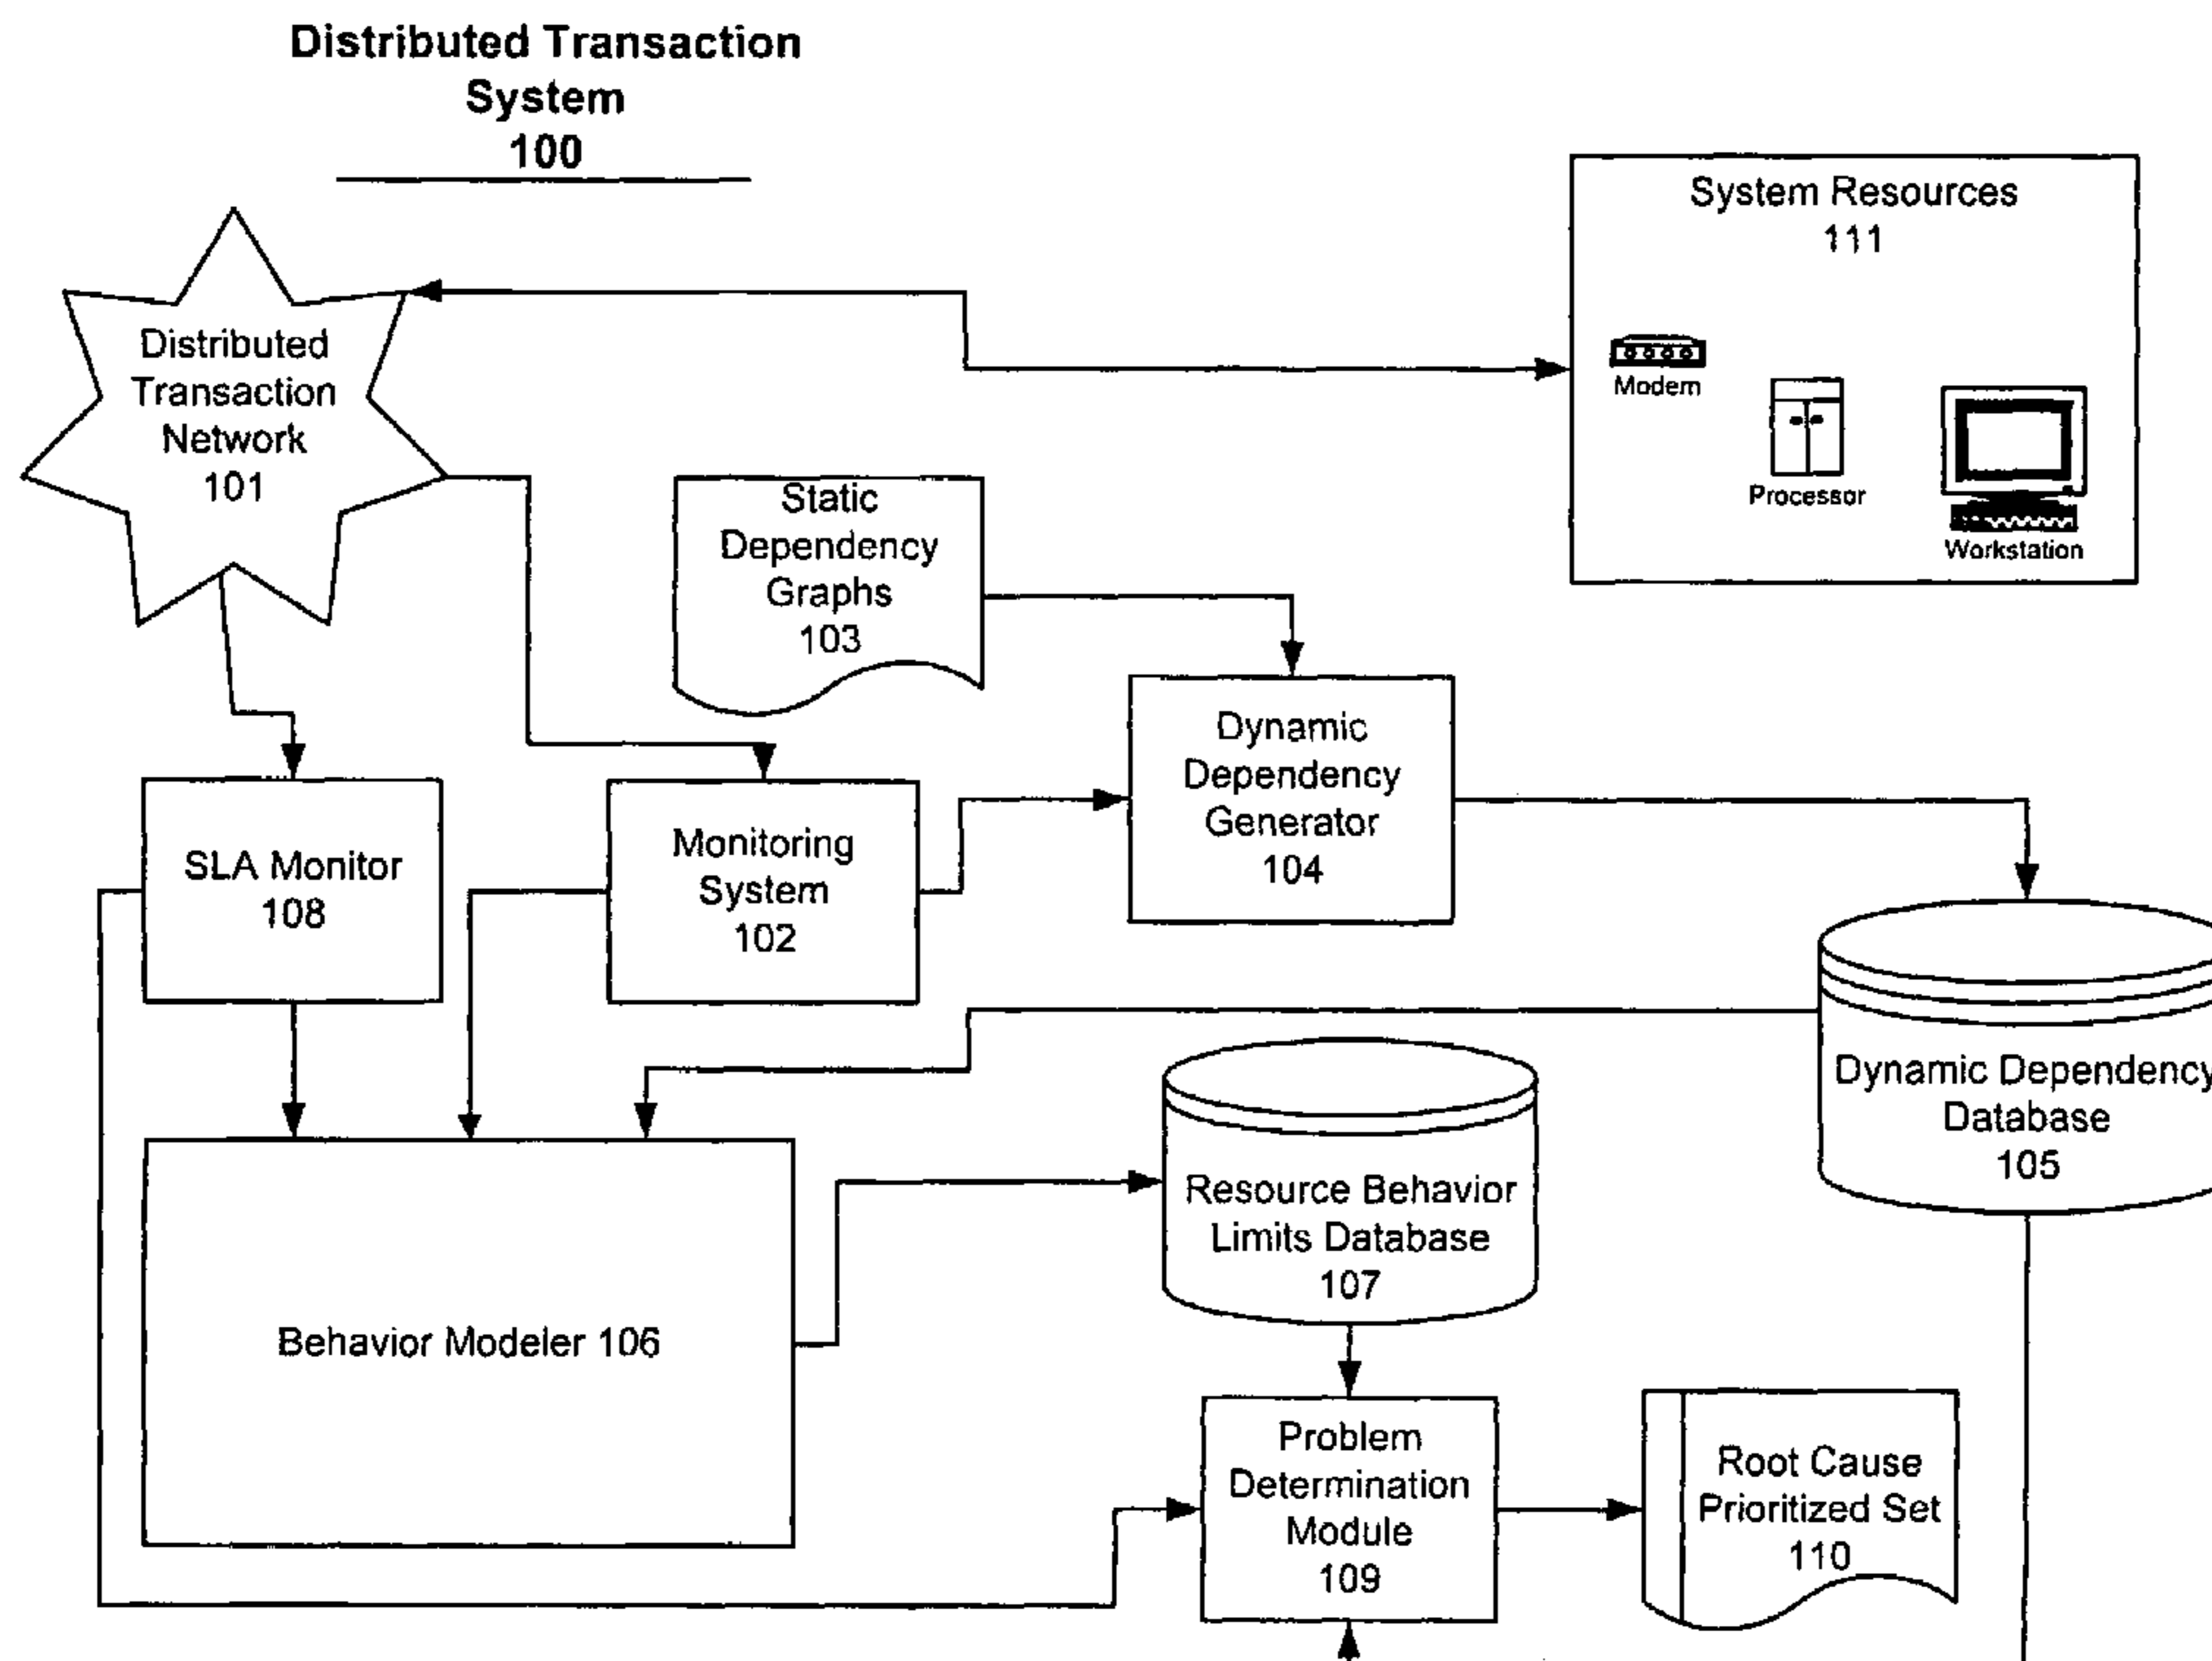 Distributed Transaction
System
100
System Resources
111
Modem
Processor
Workstation
Distributed
Transaction
Network
101
Static
Dependency
Graphs
103
Dynamic
Dependency
Generator
104
SLA Monitor
108
Monitoring
System
102
Dynamic Dependency
Database
105
Resource Behavior
Limits Database
107
Behavior Modeler 106
Problem
Determination
Module
109
Root Cause
Prioritized Set
110